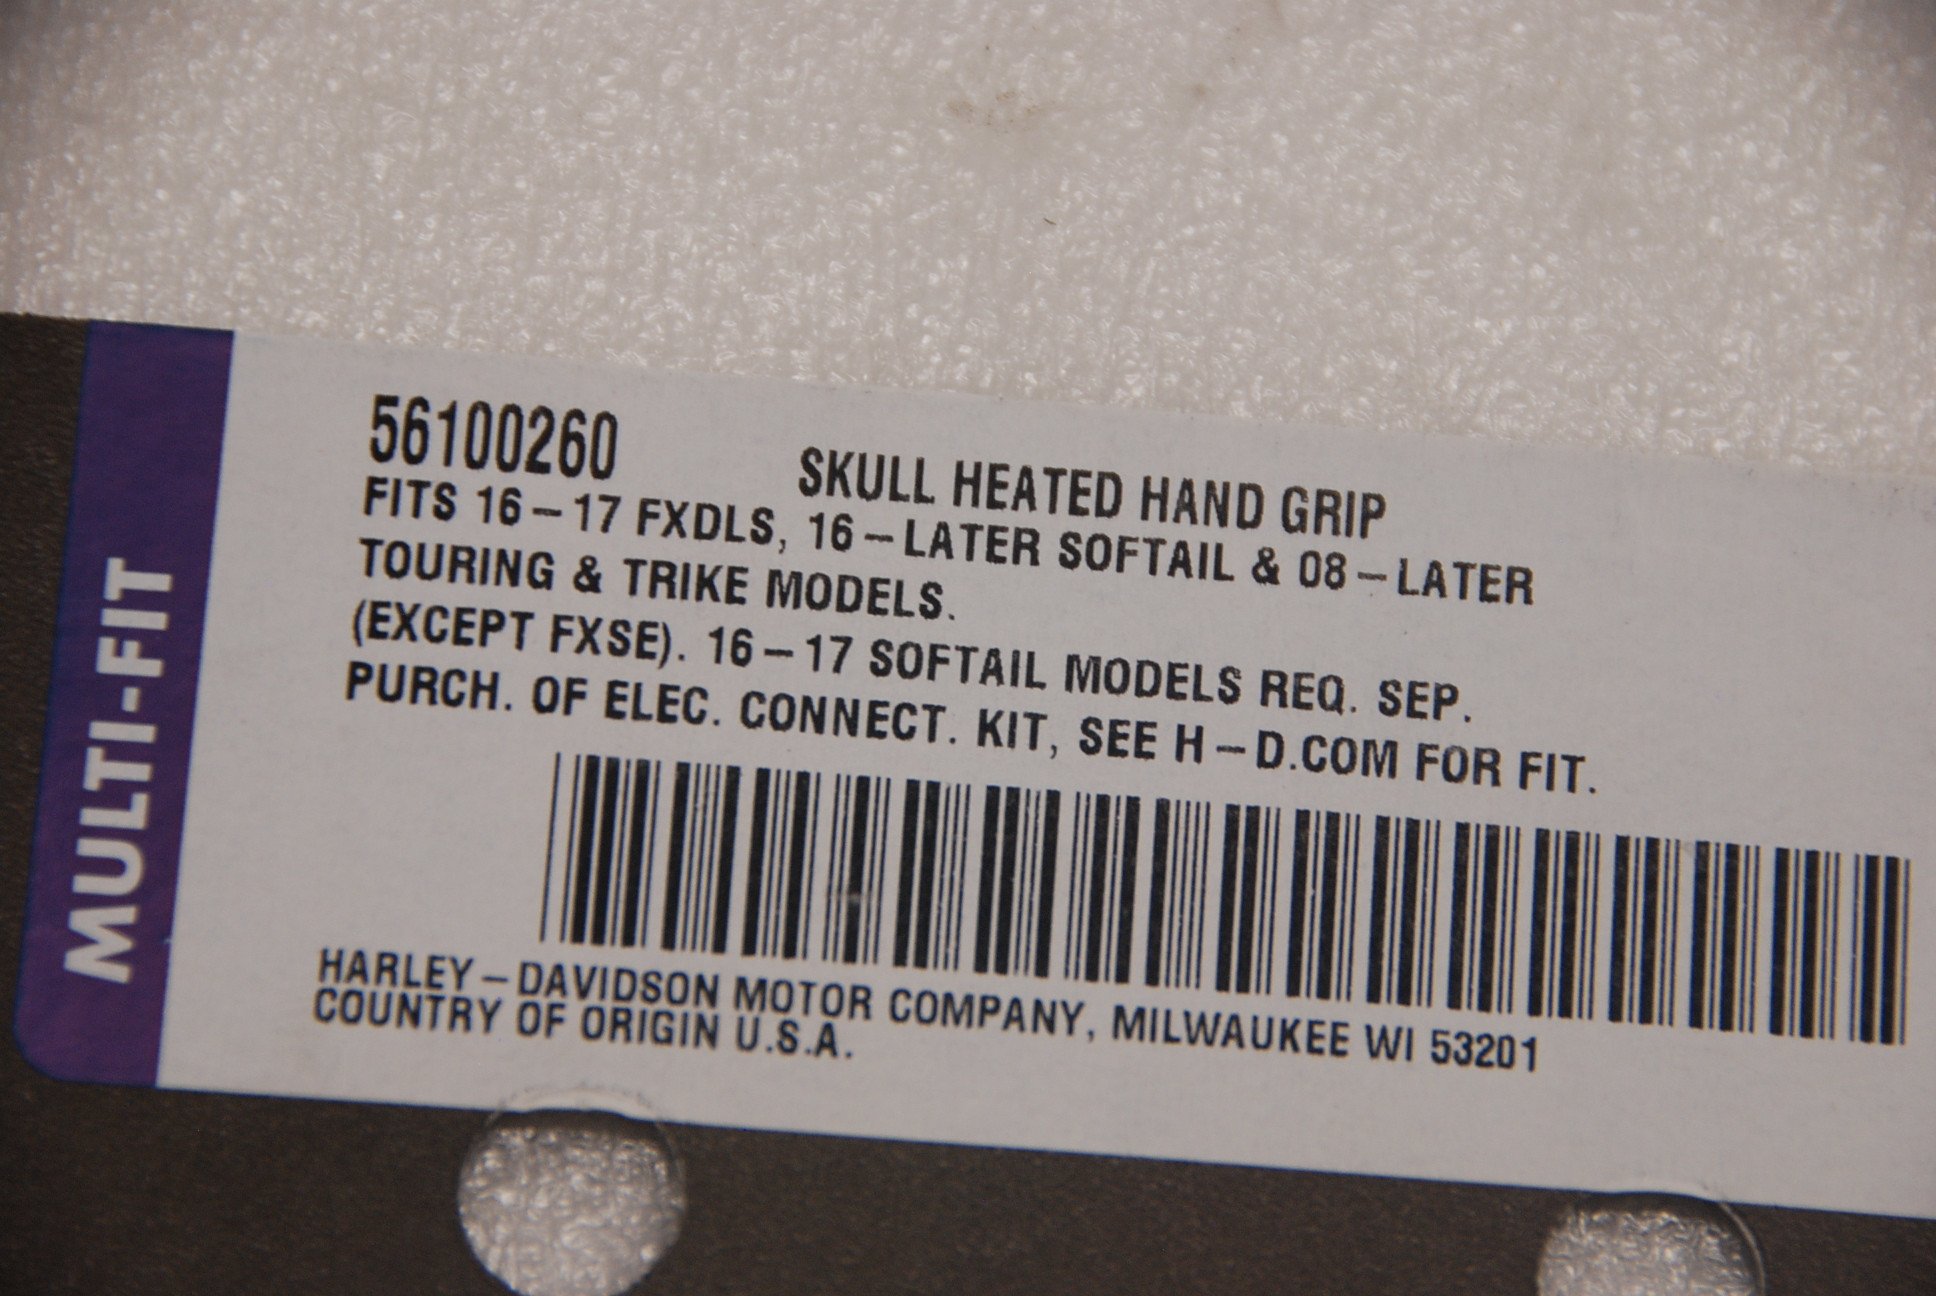 MULTI-FIT
56100260 SKULL HEATED HAND GRIP
FITS 16-17 FXDLS, 16-LATER SOFTAIL & 08-LATER
TOURING & TRIKE MODELS.
(EXCEPT FXSE). 16-17 SOFTAIL MODELS REQ. SEP.
PURCH. OF ELEC. CONNECT. KIT, SEE H-D.COM FOR FIT.
HARLEY-DAVIDSON MOTOR COMPANY, MILWAUKEE WI 53201
COUNTRY OF ORIGIN U.S.A.